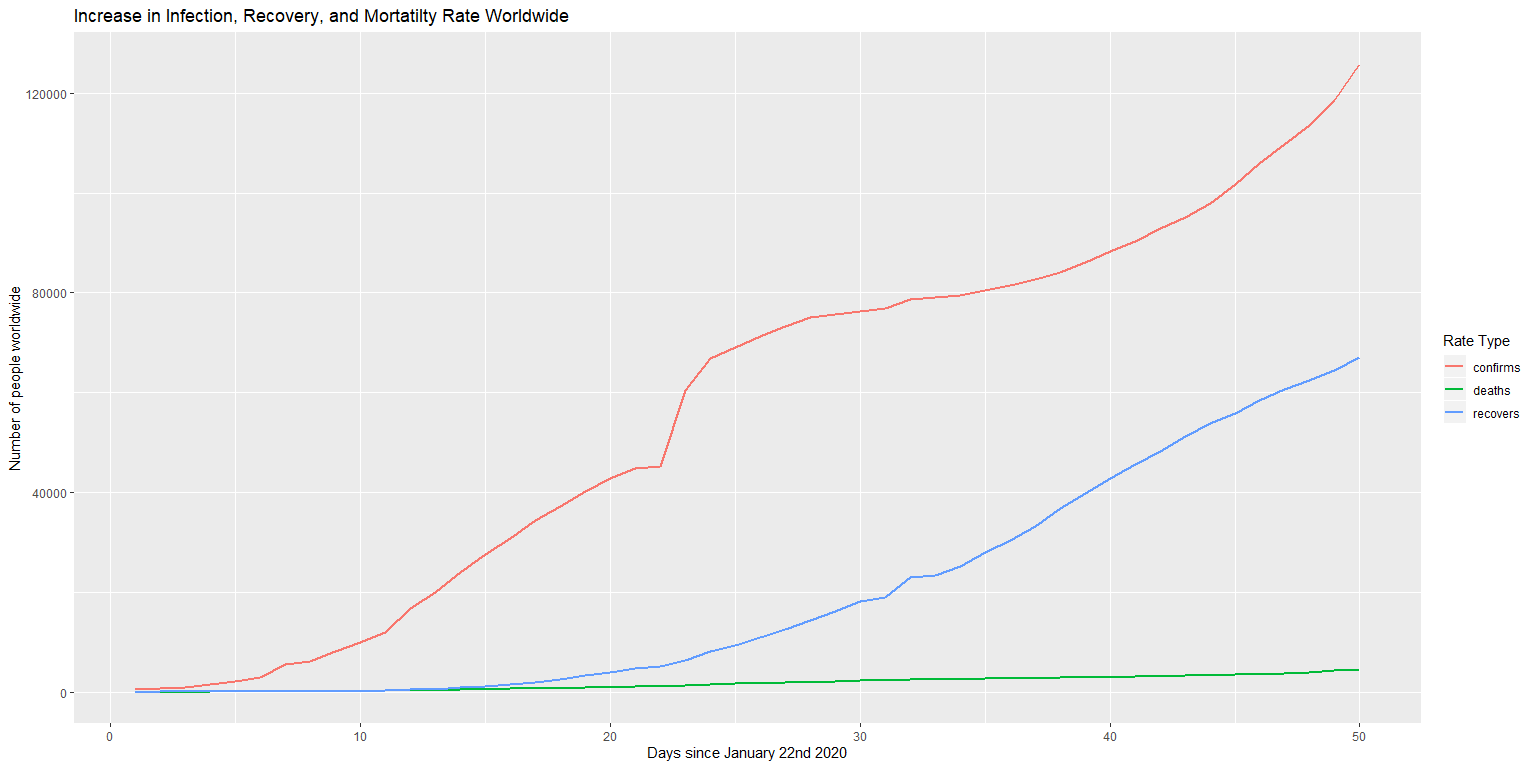 Increase in Infection, Recovery, and Mortatilty Rate Worldwide
120000
80000
40000
0
Number of people worldwide
0 10 20 30 40 50
Days since January 22nd 2020
Rate Type
confirms
deaths
recovers